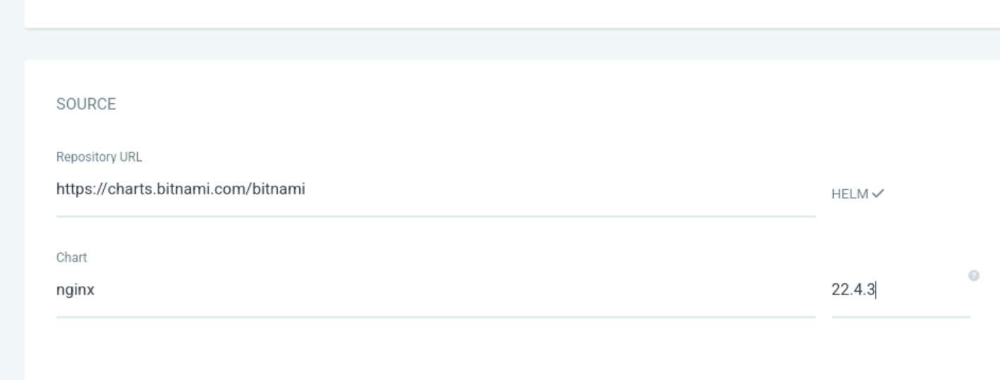 SOURCE
Repository URL
https://charts.bitnami.com/bitnami
HELM
Chart
nginx
22.4.3
?